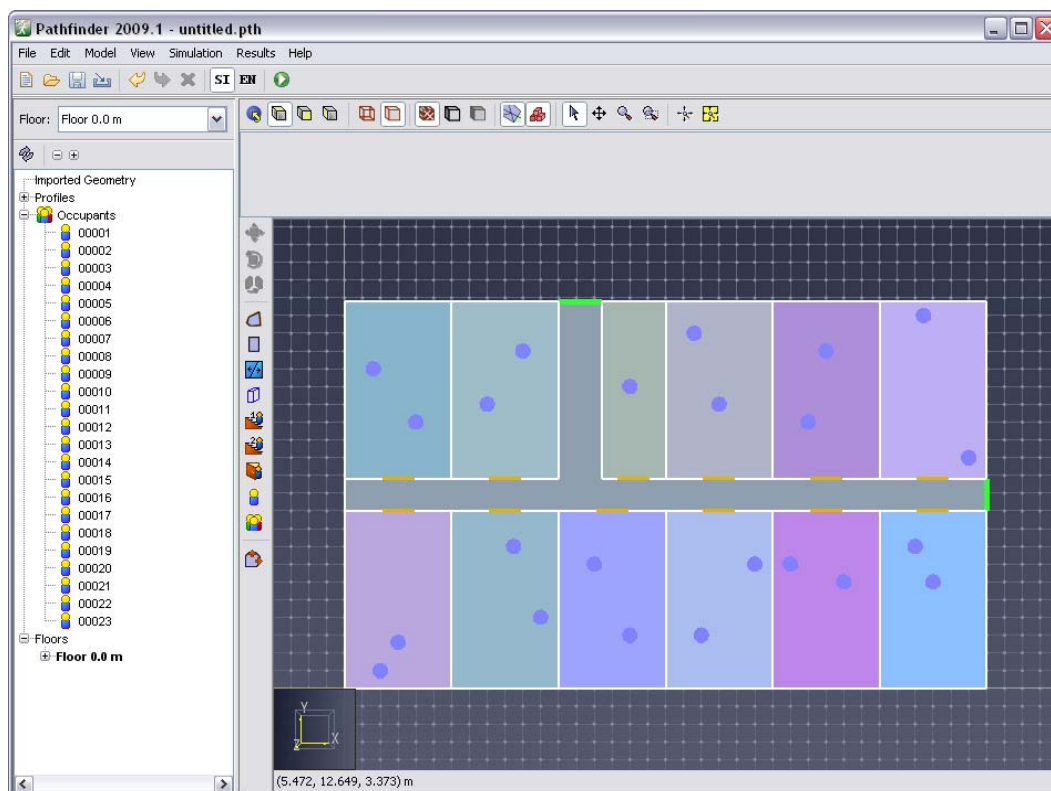 Pathfinder 2009.1 - untitled.pth
File Edit Model View Simulation Results Help
SI EN
Floor: Floor 0.0 m
Imported Geometry
Profiles
Occupants
00001
00002
00003
00004
00005
00006
00007
00008
00009
00010
00011
00012
00013
00014
00015
00016
00017
00018
00019
00020
00021
00022
00023
Floors
Floor 0.0 m
Y
X
Z
(5.472, 12.649, 3.373) m